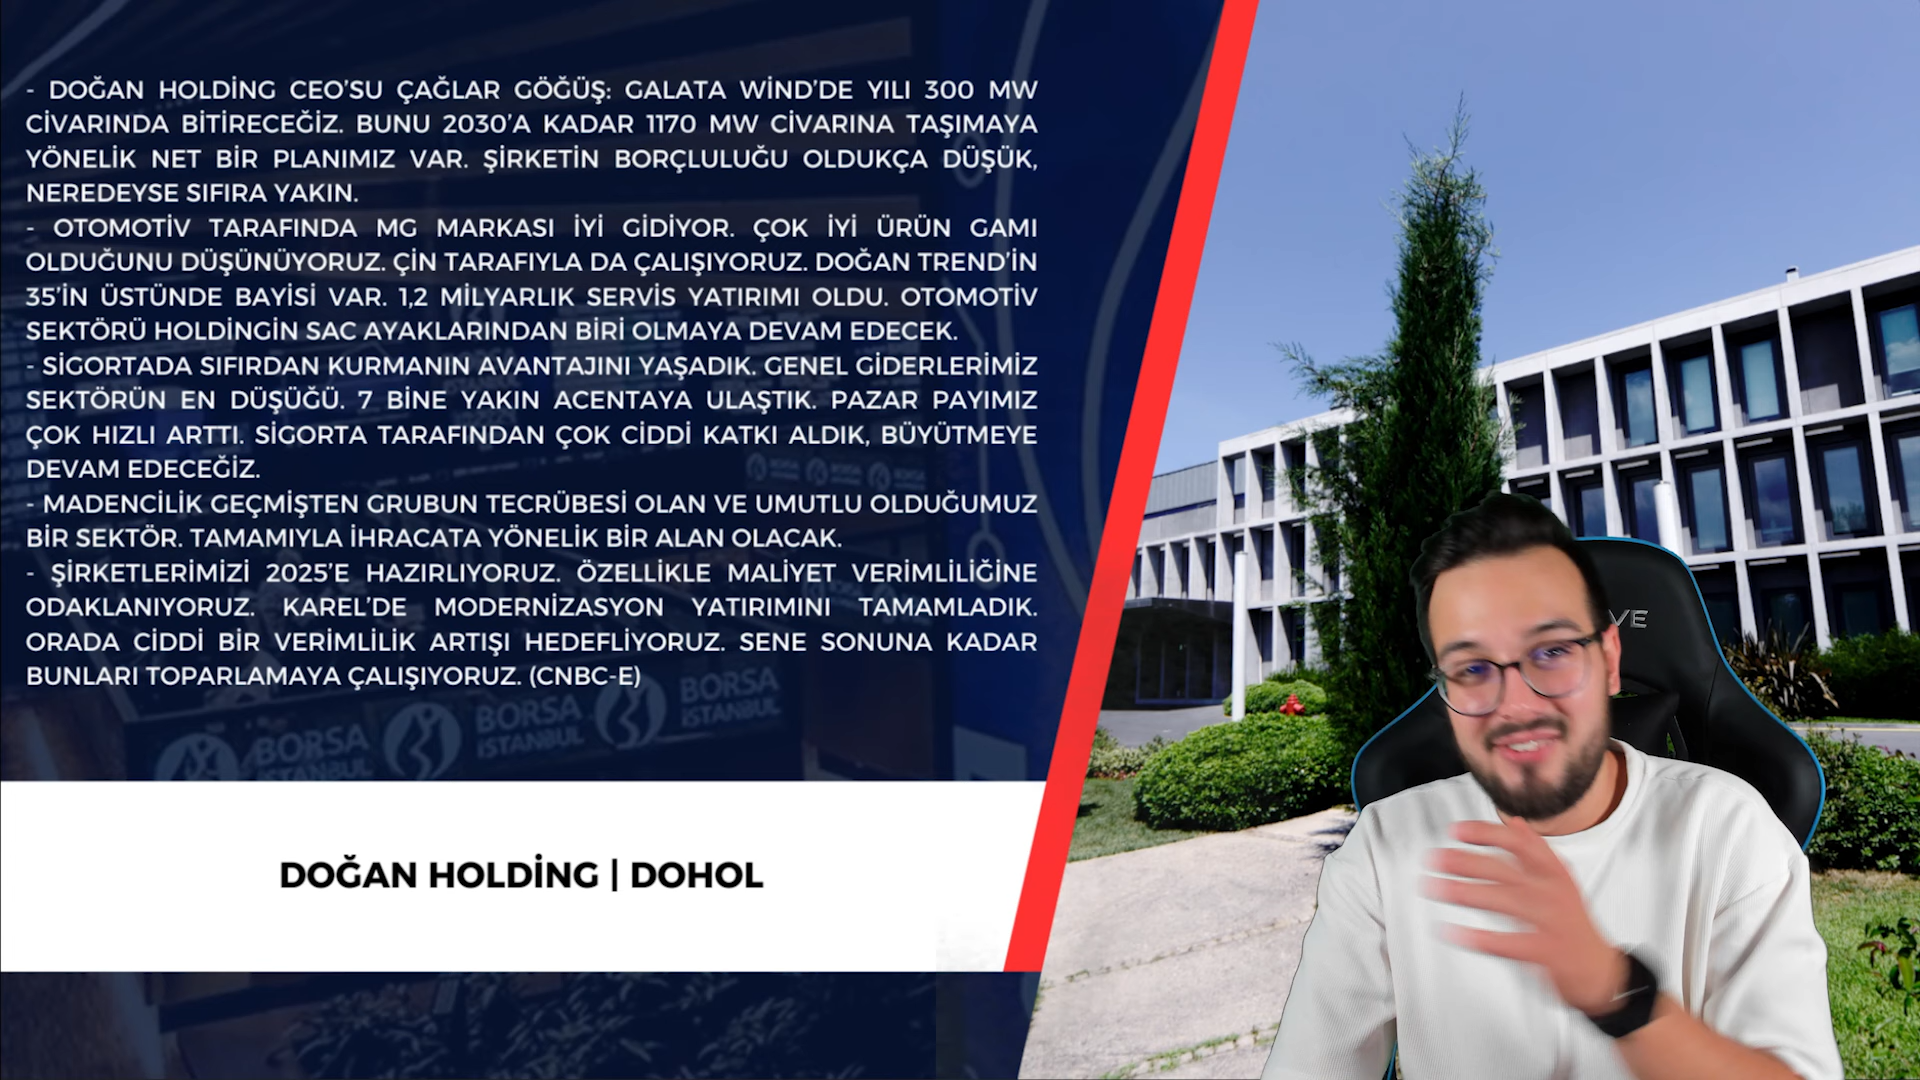 - DOĞAN HOLDİNG CEO'SU ÇAĞLAR GÖĞÜŞ: GALATA WİND'DE YILI 300 MW
CİVARINDA BİTİRECEĞİZ. BUNU 2030'A KADAR 1170 MW CİVARINA TAŞIMAYA
YÖNELİK NET BİR PLANIMIZ VAR. ŞİRKETİN BORÇLULUĞU OLDUKÇA DÜŞÜK,
NEREDEYSE SIFIRA YAKIN.
- OTOMOTİV TARAFINDA MG MARKASI İYİ GİDİYOR. ÇOK İYİ ÜRÜN GAMI
OLDUĞUNU DÜŞÜNÜYORUZ. ÇİN TARAFIYLA DA ÇALIŞIYORUZ. DOĞAN TREND'İN
35'İN ÜSTÜNDE BAYİSİ VAR. 1,2 MİLYARLIK SERVİS YATIRIMI OLDU. OTOMOTİV
SEKTÖRÜ HOLDİNGİN SAC AYAKLARINDAN BİRİ OLMAYA DEVAM EDECEK.
- SİGORTADA SIFIRDAN KURMANIN AVANTAJINI YAŞADIK. GENEL GİDERLERİMİZ
SEKTÖRÜN EN DÜŞÜĞÜ. 7 BİNE YAKIN ACENTAYA ULAŞTIK. PAZAR PAYIMIZ
ÇOK HIZLI ARTTI. SİGORTA TARAFINDAN ÇOK CİDDİ KATKI ALDIK, BÜYÜTMEYE
DEVAM EDECEĞİZ.
- MADENCİLİK GEÇMİŞTEN GRUBUN TECRÜBESİ OLAN VE UMUTLU OLDUĞUMUZ
BİR SEKTÖR. TAMAMIYLA İHRACATA YÖNELİK BİR ALAN OLACAK.
- ŞİRKETLERİMİZİ 2025'E HAZIRLIYORUZ. ÖZELLİKLE MALİYET VERİMLİLİĞİNE
ODAKLANIYORUZ. KAREL'DE MODERNİZASYON YATIRIMINI TAMAMLADIK.
ORADA CİDDİ BİR VERİMLİLİK ARTIŞI HEDEFLİYORUZ. SENE SONUNA KADAR
BUNLARI TOPARLAMAYA ÇALIŞIYORUZ. (CNBC-E)
BORSA İSTANBUL
BORSA İSTANBUL
BORSA İSTANBUL
DOĞAN HOLDİNG | DOHOL